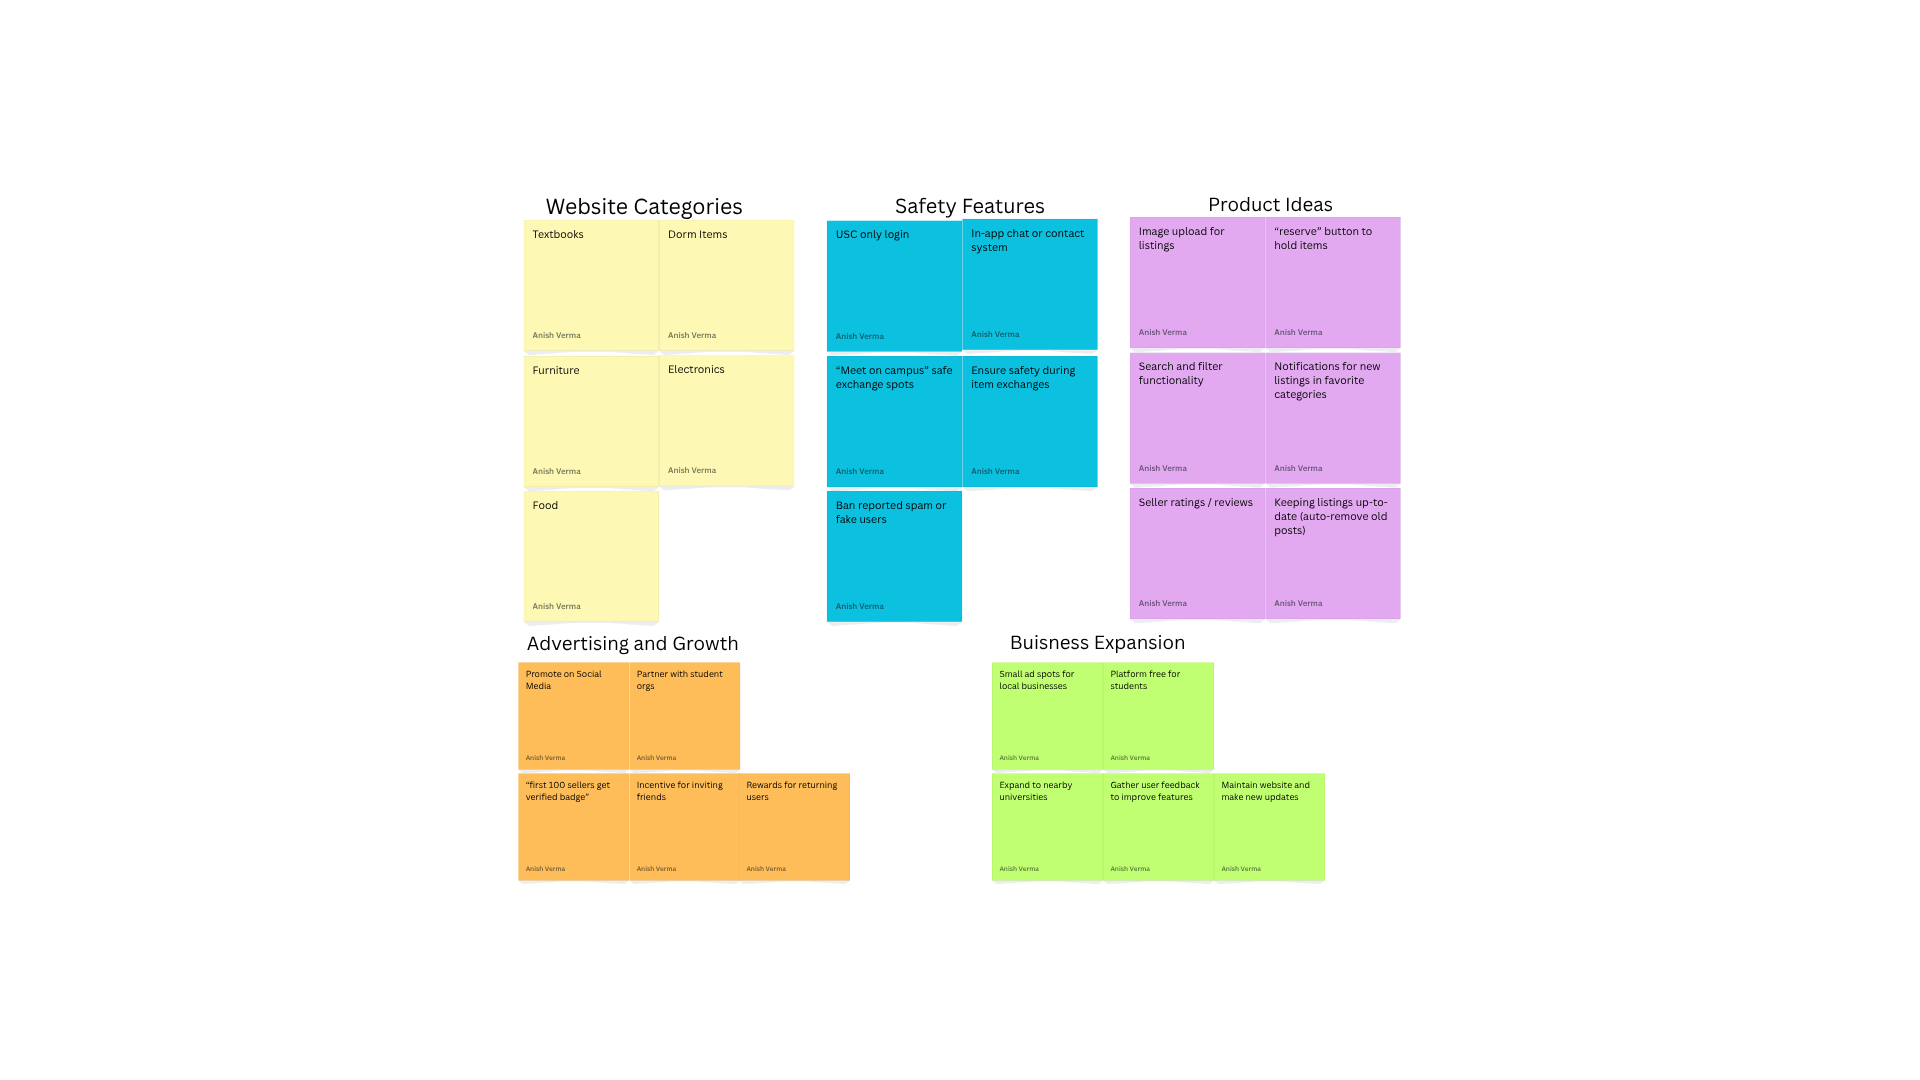 Website Categories
Textbooks
Anish Verma
Dorm Items
Anish Verma
Furniture
Anish Verma
Electronics
Anish Verma
Food
Anish Verma
Safety Features
USC only login
Anish Verma
In-app chat or contact
system
Anish Verma
“Meet on campus” safe
exchange spots
Anish Verma
Ensure safety during
item exchanges
Anish Verma
Ban reported spam or
fake users
Anish Verma
Product Ideas
Image upload for
listings
Anish Verma
“reserve” button to
hold items
Anish Verma
Search and filter
functionality
Anish Verma
Notifications for new
listings in favorite
categories
Anish Verma
Seller ratings / reviews
Anish Verma
Keeping listings up-to-
date (auto-remove old
posts)
Anish Verma
Advertising and Growth
Promote on Social
Media
Anish Verma
Partner with student
orgs
Anish Verma
“first 100 sellers get
verified badge”
Anish Verma
Incentive for inviting
friends
Anish Verma
Rewards for returning
users
Anish Verma
Buisness Expansion
Small ad spots for
local businesses
Anish Verma
Platform free for
students
Anish Verma
Expand to nearby
universities
Anish Verma
Gather user feedback
to improve features
Anish Verma
Maintain website and
make new updates
Anish Verma